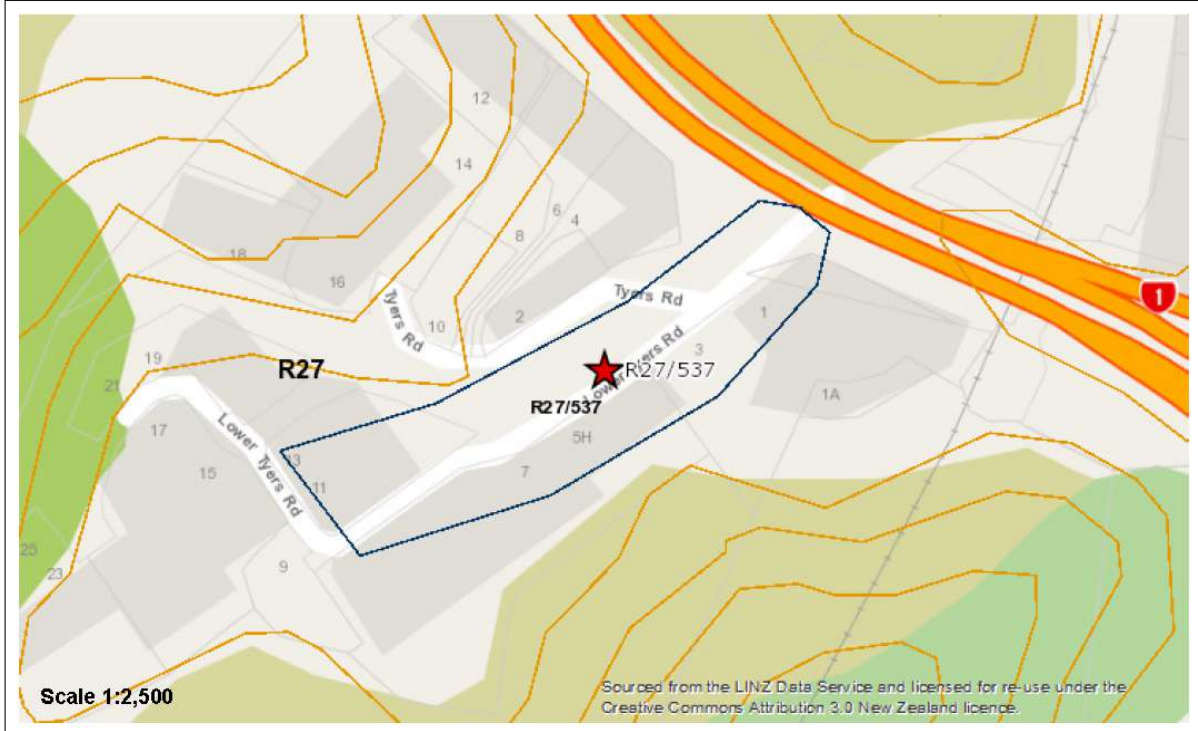 12
14
6
4
8
18
16
1
Tyers Rd
Tyers Rd
2
10
1
Lower Tyers Rd
3
19
R27
R27/537
21
1A
R27/537
17
5H
Lower Tyers Rd
13
15
7
11
25
9
23
Scale 1:2,500
Sourced from the LINZ Data Service and licensed for re-use under the
Creative Commons Attribution 3.0 New Zealand licence.